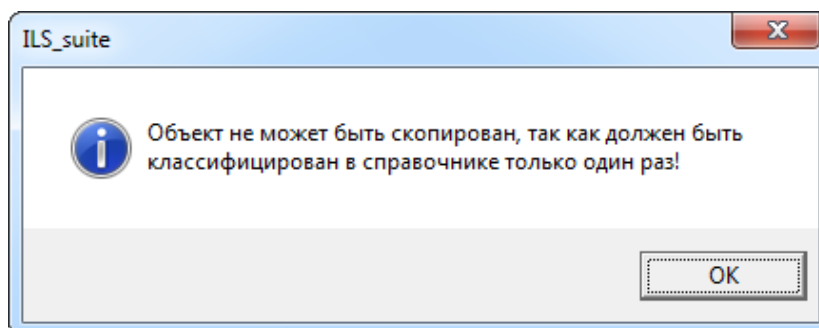 ILS_suite
Объект не может быть скопирован, так как должен быть
классифицирован в справочнике только один раз!
OK